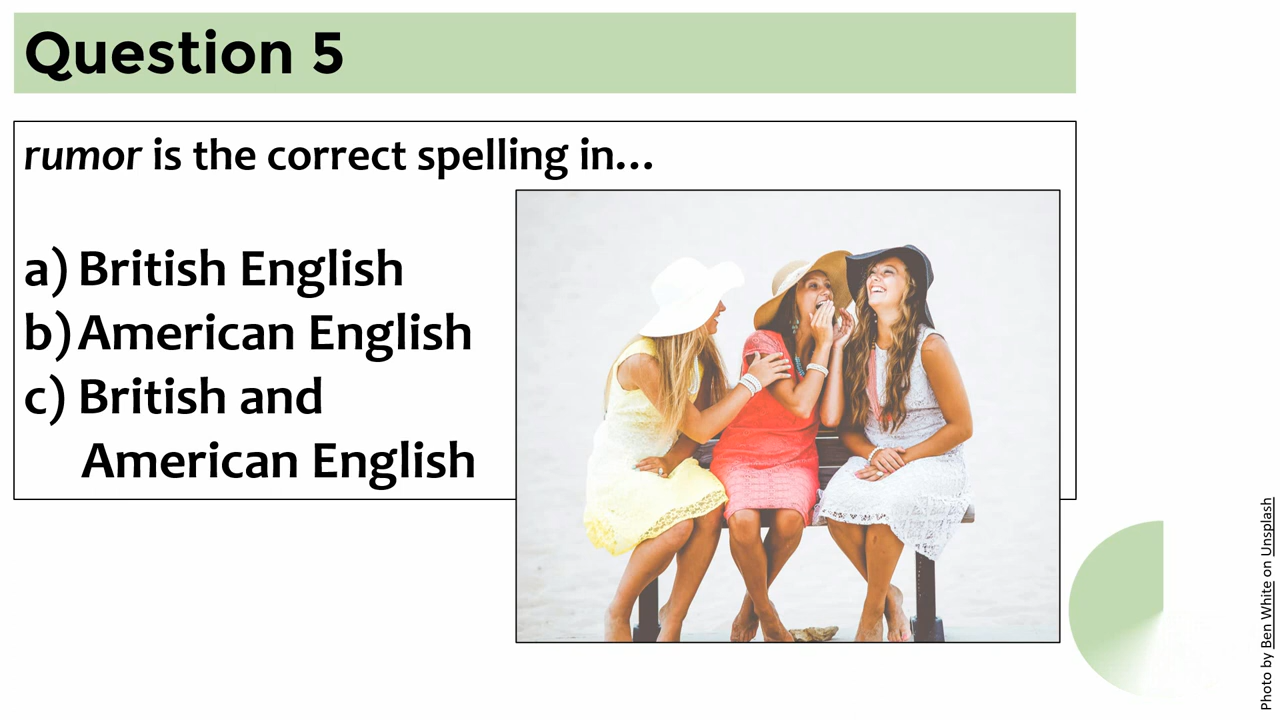 Question 5
rumor is the correct spelling in...
a) British English
b) American English
c) British and
American English
Photo by Ben White on Unsplash